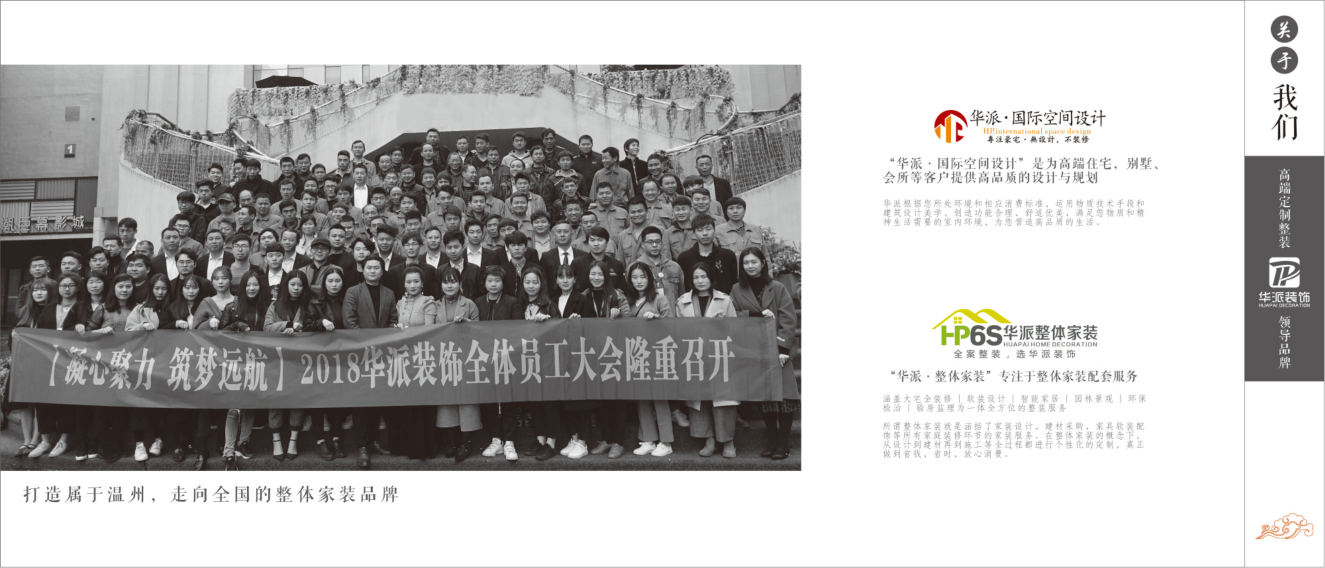 1
影城
【凝心聚力 筑梦远航】2018华派装饰全体员工大会隆重召开
打造属于温州，走向全国的整体家装品牌
华派·国际空间设计
HP.international space design
专注豪宅·無設計，不装修
“华派·国际空间设计”是为高端住宅，别墅、
会所等客户提供高品质的设计与规划
华派根据您所处环境和相应消费标准，运用物质技术手段和
建筑设计美学，创造功能合理、舒适优美、满足您物质和精
神生活需要的室内环境，为您营造高品质的生活。
HP6S华派整体家装
HUAPAI HOME DECORATION
全案整装，选华派装饰
“华派·整体家装”专注于整体家装配套服务
涵盖大宅全装修｜软装设计｜智能家居｜园林景观｜环保
检治｜验房监理为一体全方位的整装服务
所谓整体家装就是涵括了家装设计、建材采购、家具软装配
饰等所有家庭装修环节的家装服务。在整体家装的概念下，
从设计到建材再到施工等全过程都进行个性化的定制，真正
做到省钱、省时、放心消费。
关于
我们
高端定制整装
华派装饰
HUAPAI DECORATION
领导品牌